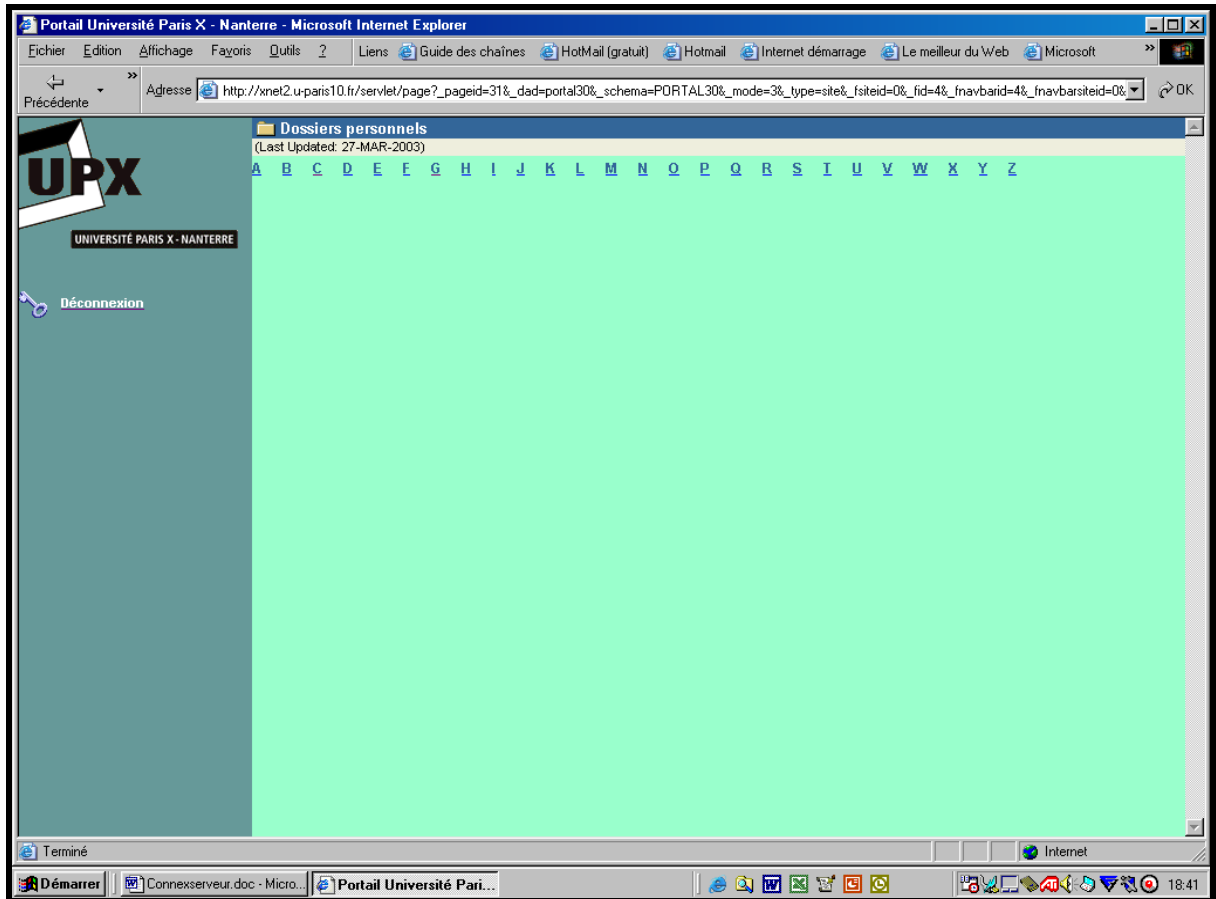 Portail Université Paris X - Nanterre - Microsoft Internet Explorer
Fichier Edition Affichage Favoris Outils ? Liens Guide des chaînes HotMail (gratuit) Hotmail Internet démarrage Le meilleur du Web Microsoft »
Précédente » Adresse http://xnet2.u-paris10.fr/servlet/page?_pageid=31&_dad=portal30&_schema=PORTAL30&_mode=3&_type=site&_fsiteid=0&_fid=4&_fnavbarid=4&_fnavbarsiteid=0& OK
Dossiers personnels
(Last Updated: 27-MAR-2003)
A B C D E F G H I J K L M N O P Q R S T U V W X Y Z
UPX
UNIVERSITÉ PARIS X - NANTERRE
Déconnexion
Terminé Internet
Démarrer Connexserveur.doc - Micro... Portail Université Pari... 18:41